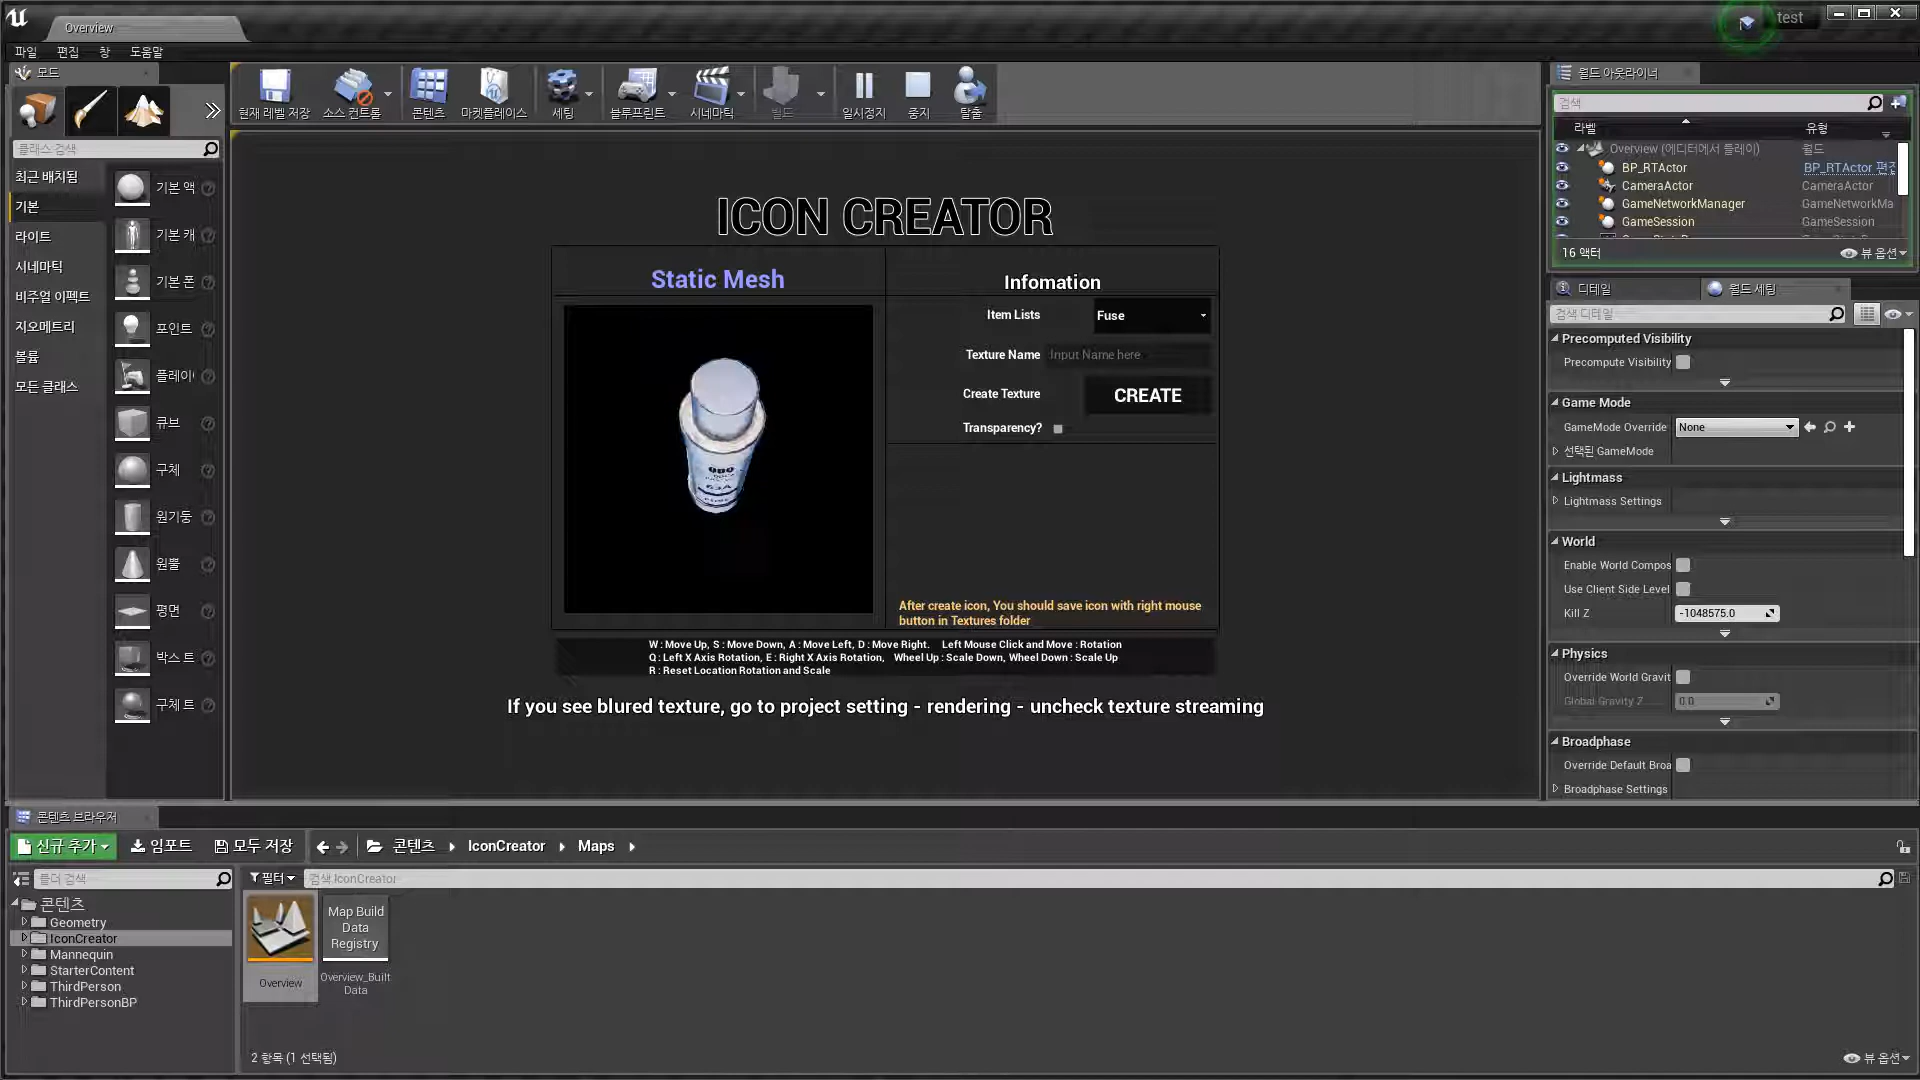 Overview
test
파일 편집 창 도움말
모드
클래스 검색
최근 배치됨
기본
라이트
시네마틱
비주얼 이펙트
지오메트리
볼륨
모든 클래스
기본 액
기본 캐
기본 폰
포인트
플레이
큐브
구체
원기둥
원뿔
평면
박스 트
구체 트
현재 레벨 저장
소스 컨트롤
콘텐츠
마켓플레이스
세팅
블루프린트
시네마틱
빌드
일시정지
중지
탈출
ICON CREATOR
Static Mesh
Infomation
Item Lists
Fuse
Texture Name
Input Name here
Create Texture
CREATE
Transparency?
After create icon, You should save icon with right mouse
button in Textures folder
W : Move Up, S : Move Down, A : Move Left, D : Move Right. Left Mouse Click and Move : Rotation
Q : Left X Axis Rotation, E : Right X Axis Rotation, Wheel Up : Scale Down, Wheel Down : Scale Up
R : Reset Location Rotation and Scale
If you see blured texture, go to project setting - rendering - uncheck texture streaming
월드 아웃라이너
검색
라벨 유형
Overview (에디터에서 플레이) 월드
BP_RTActor BP_RTActor 편집
CameraActor CameraActor
GameNetworkManager GameNetworkMa
GameSession GameSession
16 액터
뷰 옵션
디테일
월드 세팅
검색 디테일
Precomputed Visibility
Precompute Visibility
Game Mode
GameMode Override
None
선택된 GameMode
Lightmass
Lightmass Settings
World
Enable World Compos
Use Client Side Level
Kill Z
-1048575.0
Physics
Override World Gravit
Global Gravity Z
0.0
Broadphase
Override Default Broa
Broadphase Settings
콘텐츠 브라우저
신규 추가
임포트
모두 저장
콘텐츠
IconCreator
Maps
폴더 검색
필터
검색 IconCreator
콘텐츠
Geometry
IconCreator
Mannequin
StarterContent
ThirdPerson
ThirdPersonBP
Overview
Map Build
Data
Registry
Overview_Built
Data
2 항목 (1 선택됨)
뷰 옵션